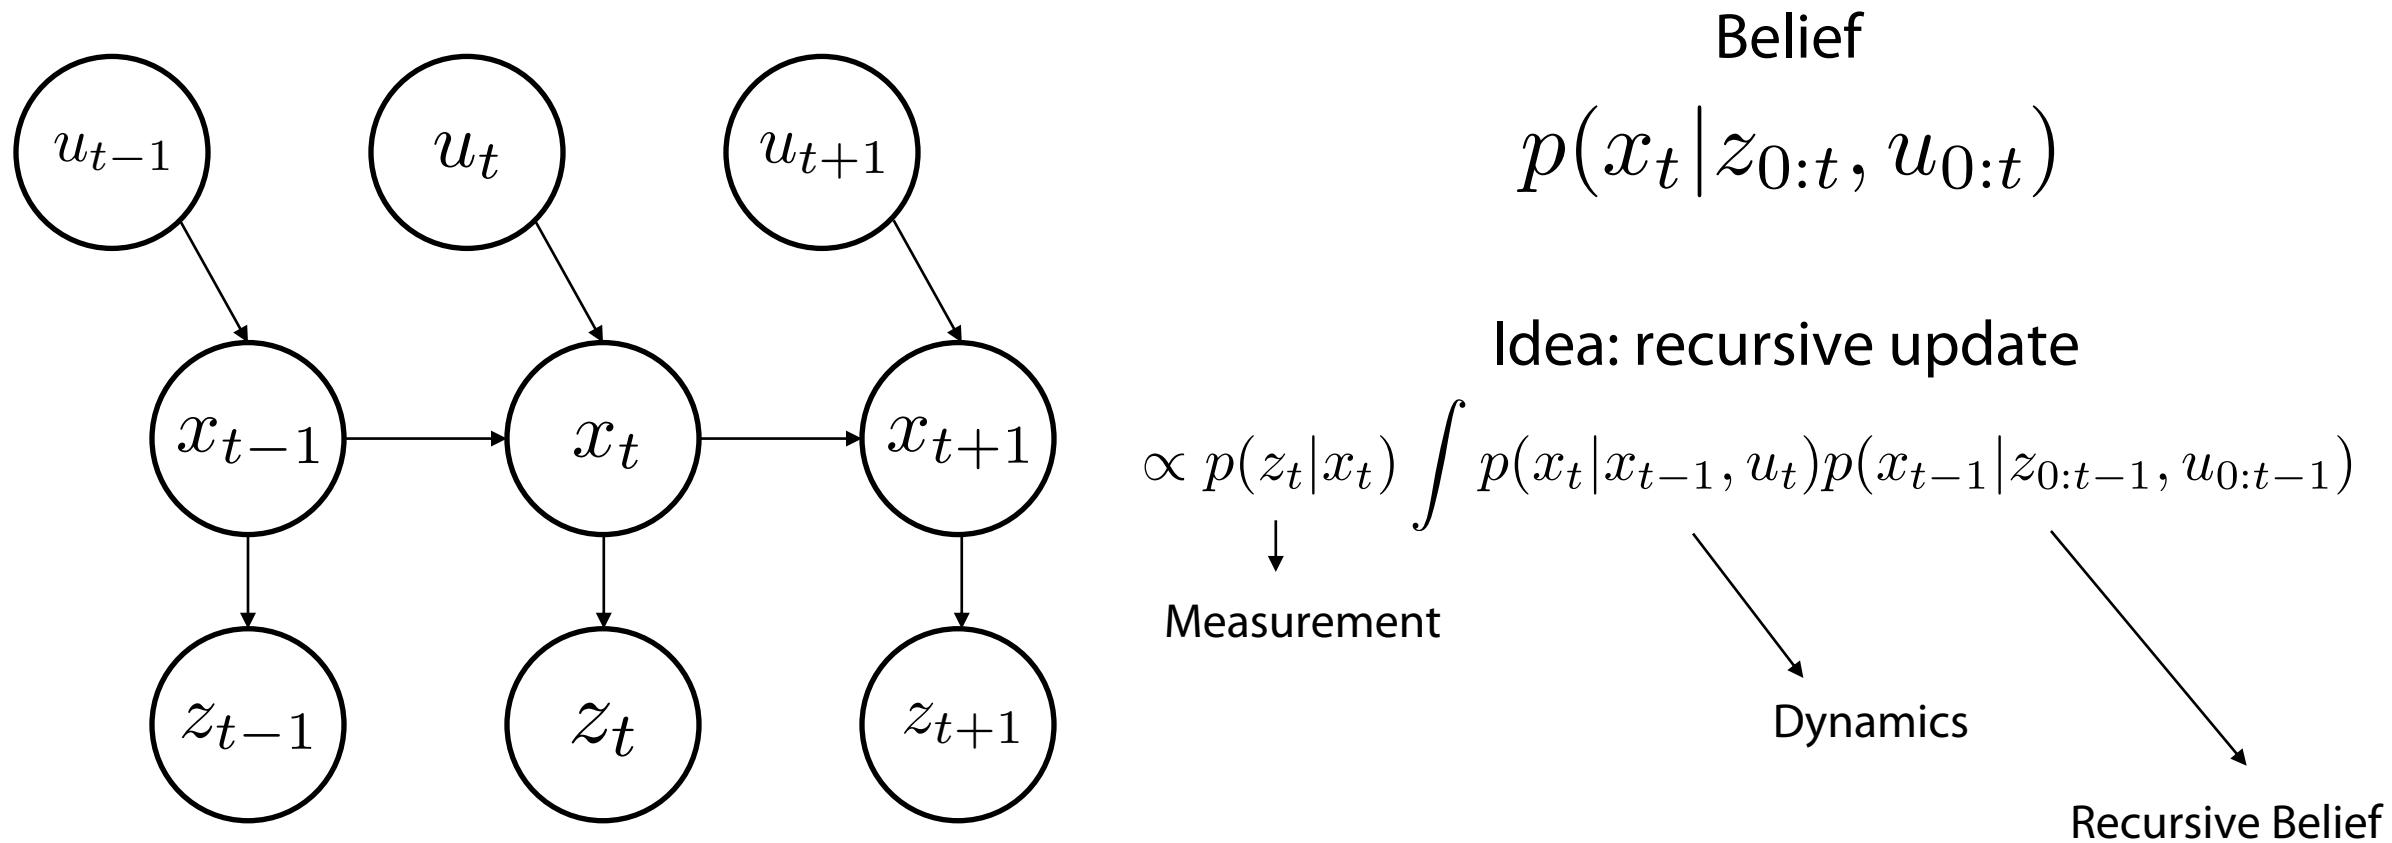 u_{t-1} u_t u_{t+1}
x_{t-1} x_t x_{t+1}
z_{t-1} z_t z_{t+1}
Belief
p(x_t|z_{0:t}, u_{0:t})
Idea: recursive update
∝ p(z_t|x_t) ∫ p(x_t|x_{t-1}, u_t)p(x_{t-1}|z_{0:t-1}, u_{0:t-1})
Measurement
Dynamics
Recursive Belief